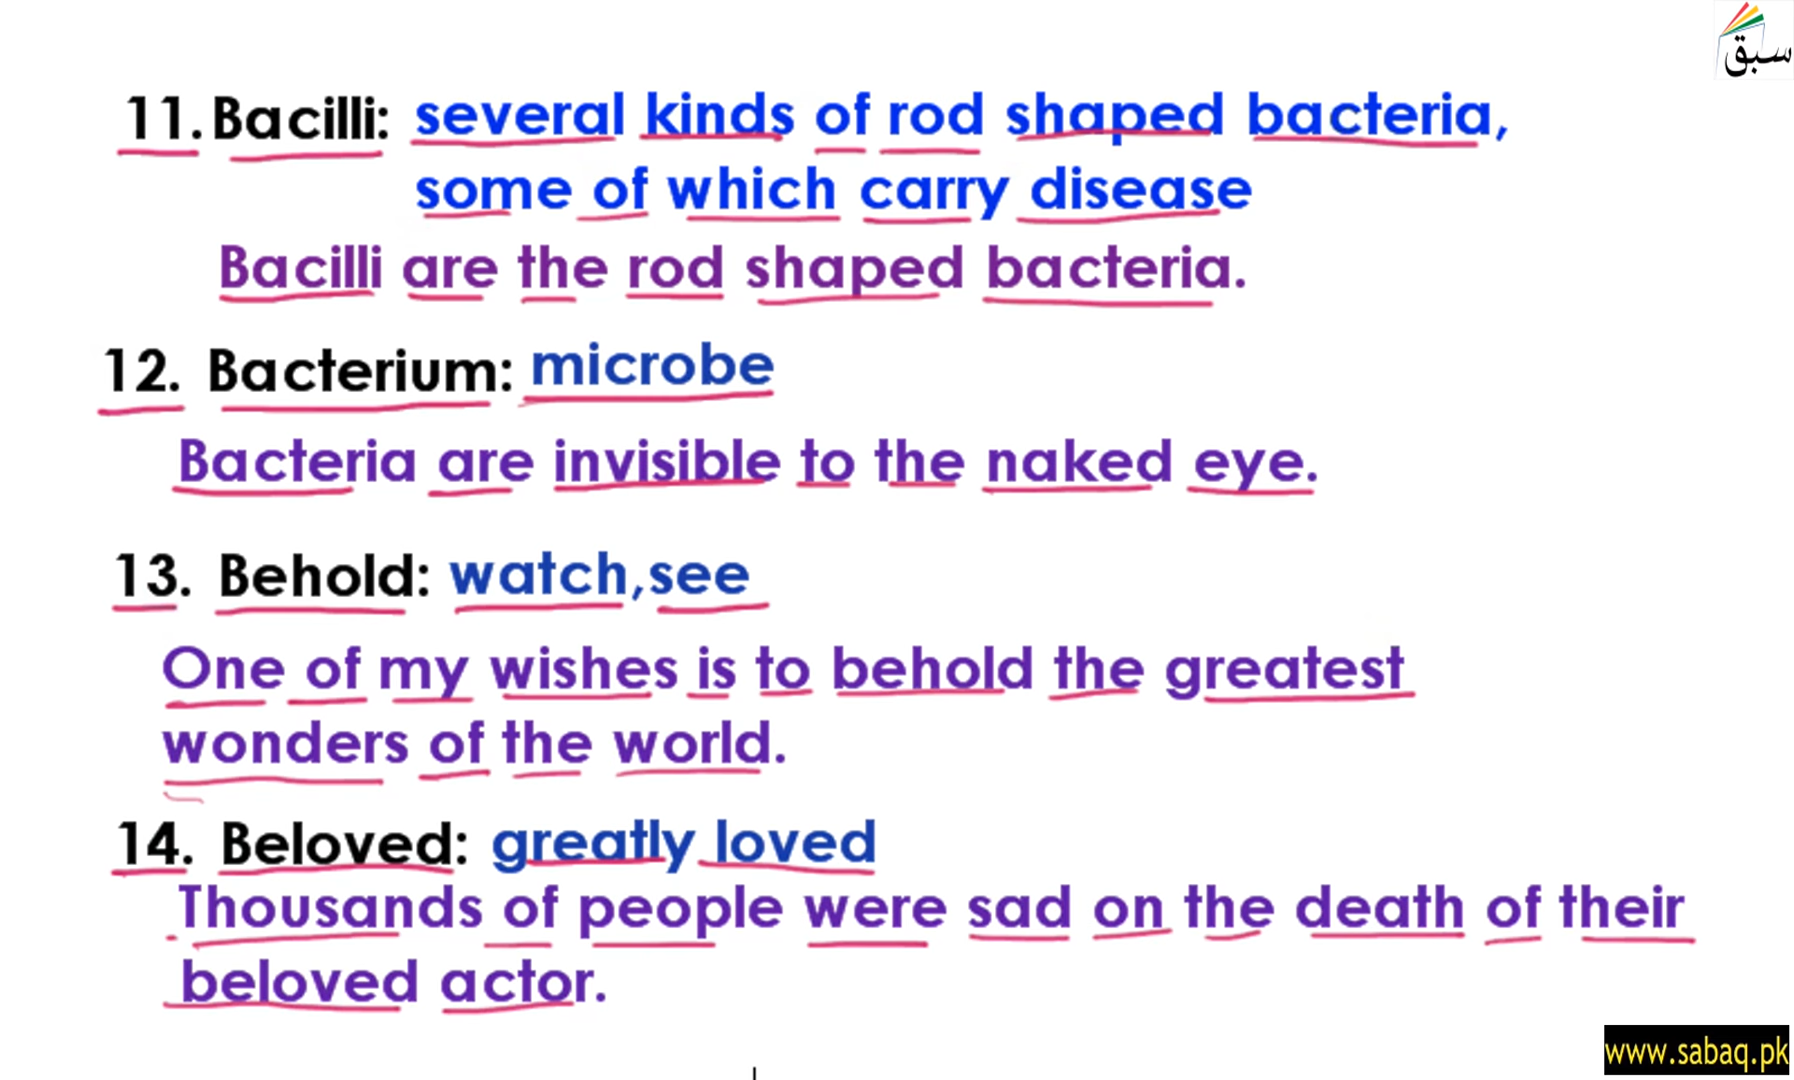 سبق
11. Bacilli: several kinds of rod shaped bacteria,
some of which carry disease
Bacilli are the rod shaped bacteria.
12. Bacterium: microbe
Bacteria are invisible to the naked eye.
13. Behold: watch,see
One of my wishes is to behold the greatest
wonders of the world.
14. Beloved: greatly loved
Thousands of people were sad on the death of their
beloved actor.
www.sabaq.pk